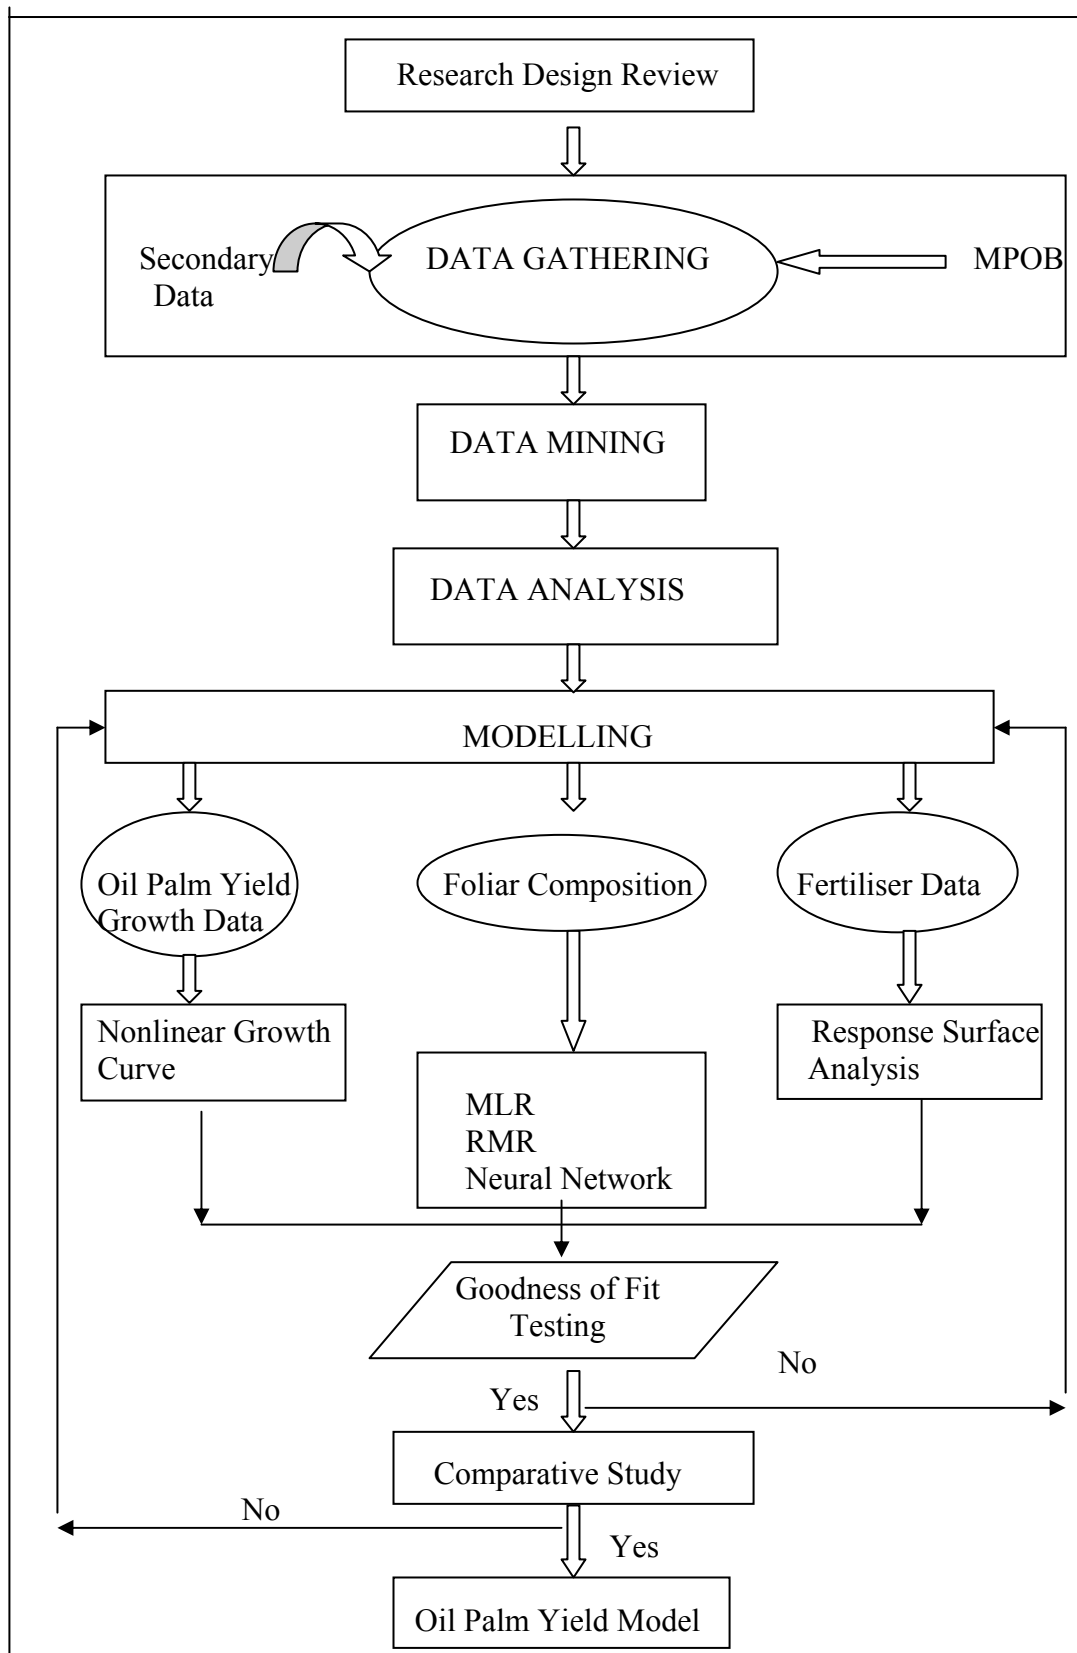 Research Design Review
Secondary
Data
DATA GATHERING
MPOB
DATA MINING
DATA ANALYSIS
MODELLING
Oil Palm Yield
Growth Data
Foliar Composition
Fertiliser Data
Nonlinear Growth
Curve
MLR
RMR
Neural Network
Response Surface
Analysis
Goodness of Fit
Testing
No
Yes
Comparative Study
No
Yes
Oil Palm Yield Model